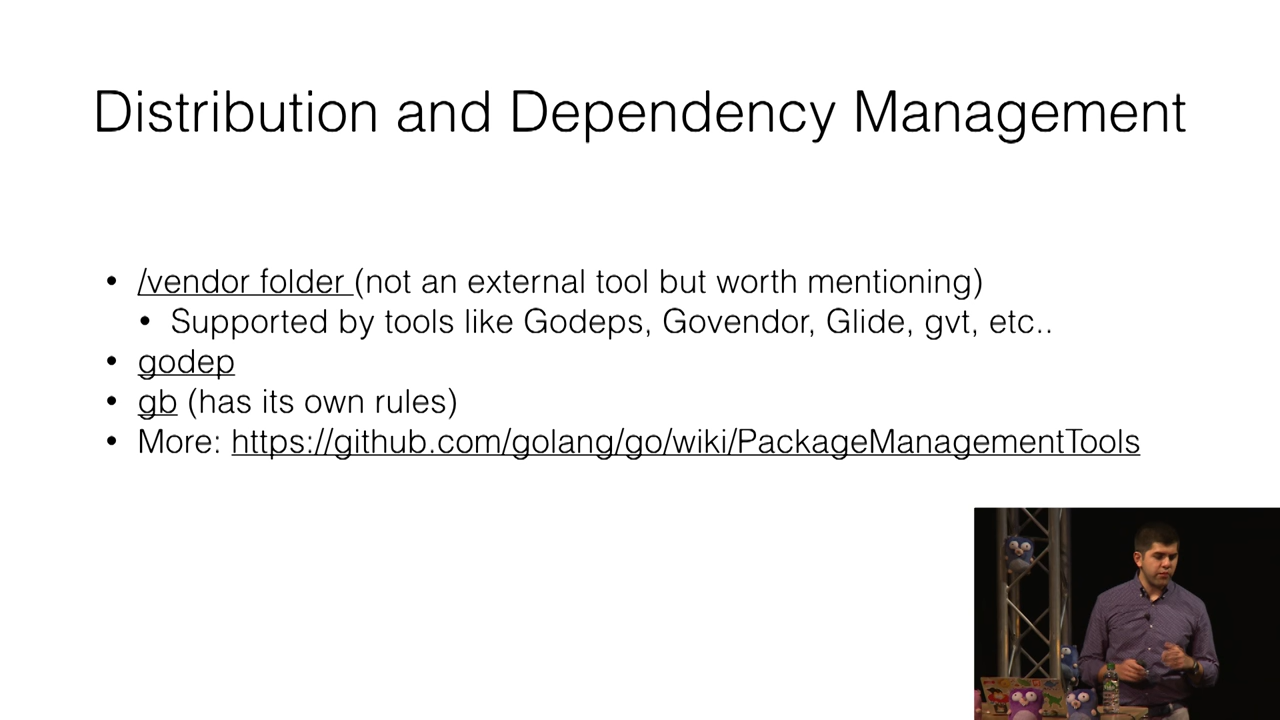 Distribution and Dependency Management
• /vendor folder (not an external tool but worth mentioning)
• Supported by tools like Godeps, Govendor, Glide, gvt, etc..
• godep
• gb (has its own rules)
• More: https://github.com/golang/go/wiki/PackageManagementTools